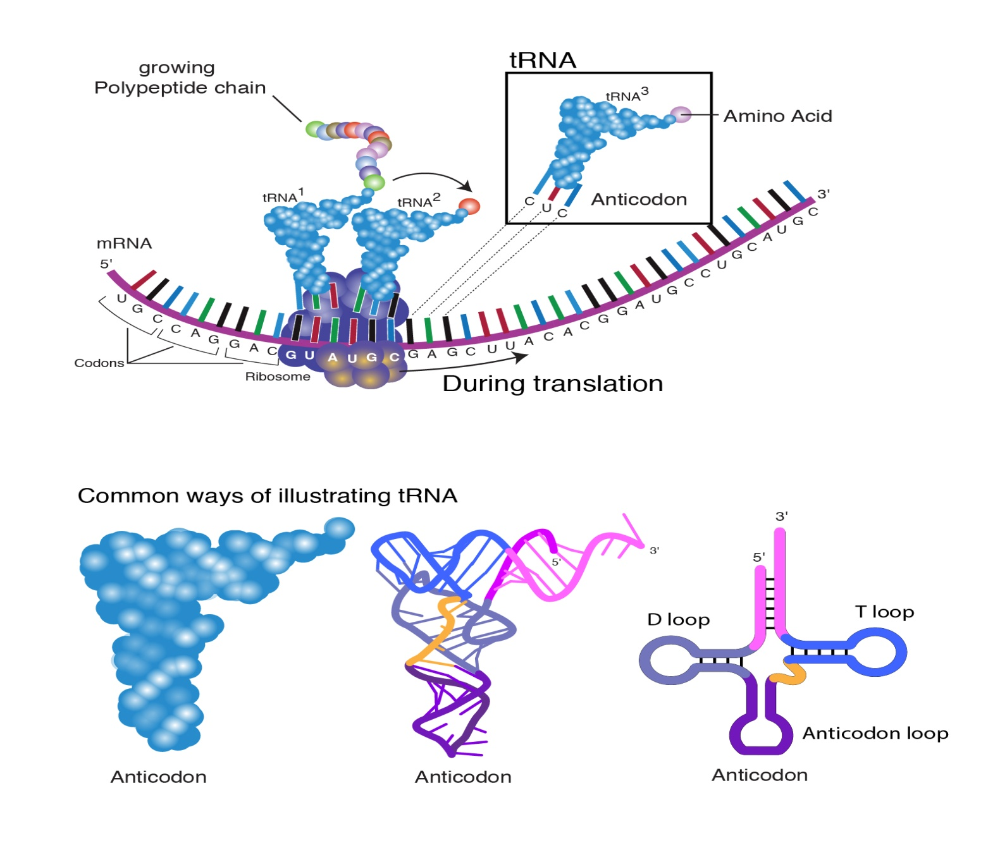 tRNA
growing
Polypeptide chain
tRNA3
Amino Acid
tRNA1
tRNA2
C U C
Anticodon
3'
mRNA
5'
U G C C A G G A C G U A U G C G A G C U U A C A C G G A U G C C U G C A U G C
Codons
Ribosome
During translation
Common ways of illustrating tRNA
3'
5'
3'
5'
D loop
T loop
Anticodon loop
Anticodon
Anticodon
Anticodon